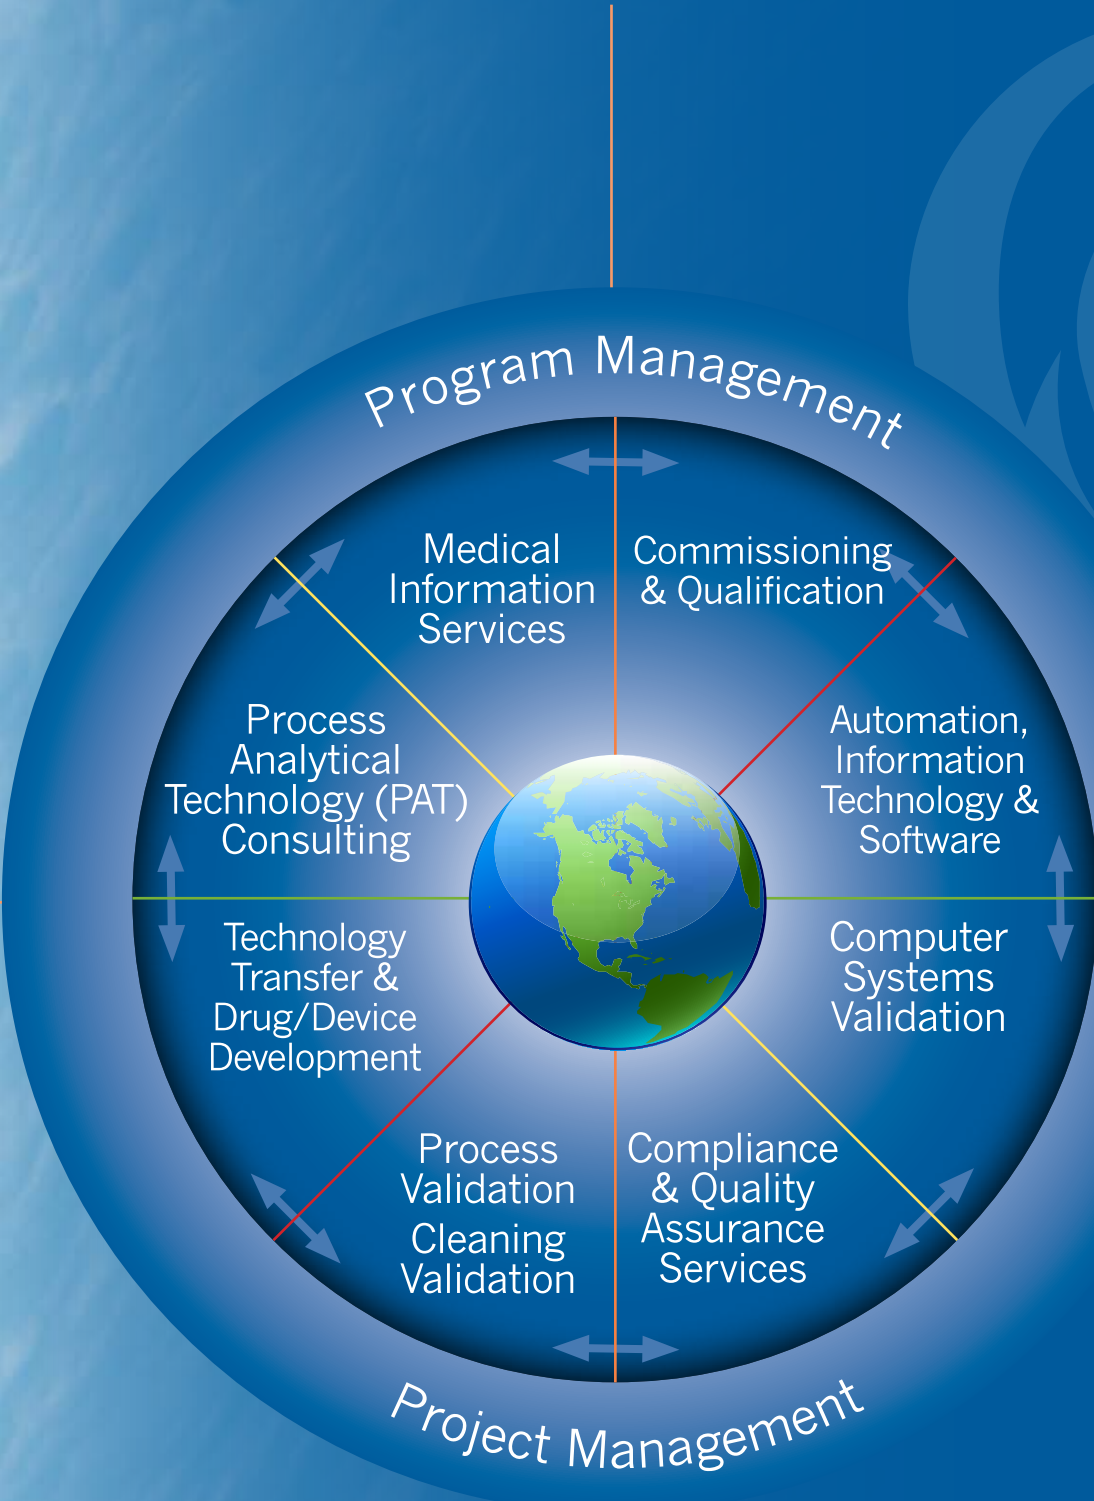 Program Management
Medical
Information
Services
Commissioning
& Qualification
Process
Analytical
Technology (PAT)
Consulting
Automation,
Information
Technology &
Software
Technology
Transfer &
Drug/Device
Development
Computer
Systems
Validation
Process
Validation
Cleaning
Validation
Compliance
& Quality
Assurance
Services
Project Management